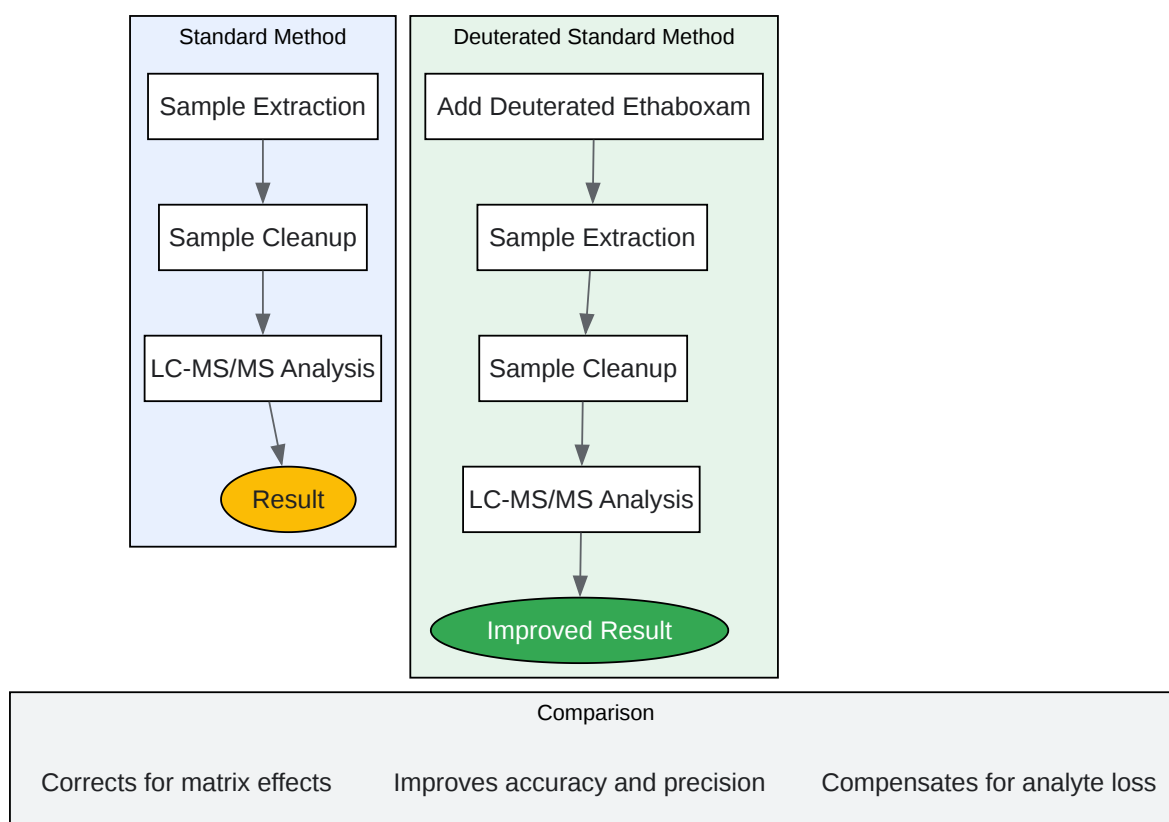 Standard Method
Sample Extraction
Sample Cleanup
LC-MS/MS Analysis
Result
Deuterated Standard Method
Add Deuterated Ethaboxam
Sample Extraction
Sample Cleanup
LC-MS/MS Analysis
Improved Result
Comparison
Corrects for matrix effects
Improves accuracy and precision
Compensates for analyte loss